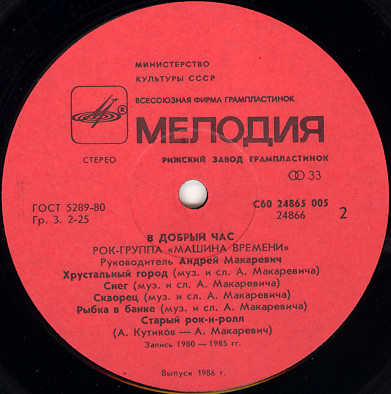 МИНИСТЕРСТВО
КУЛЬТУРЫ СССР
ВСЕСОЮЗНАЯ ФИРМА ГРАМПЛАСТИНОК
МЕЛОДИЯ
®
СТЕРЕО
РИЖСКИЙ ЗАВОД ГРАМПЛАСТИНОК
33
ГОСТ 5289-80
Гр. 3. 2-25
С60 24865 005
24866
2
В ДОБРЫЙ ЧАС
РОК-ГРУППА «МАШИНА ВРЕМЕНИ»
Руководитель Андрей Макаревич
Хрустальный город (муз. и сл. А. Макаревича)
Снег (муз. и сл. А. Макаревича)
Скворец (муз. и сл. А. Макаревича)
Рыбка в банке (муз. и сл. А. Макаревича)
Старый рок-н-ролл
(А. Кутиков — А. Макаревич)
Запись 1980—1985 гг.
Выпуск 1986 г.